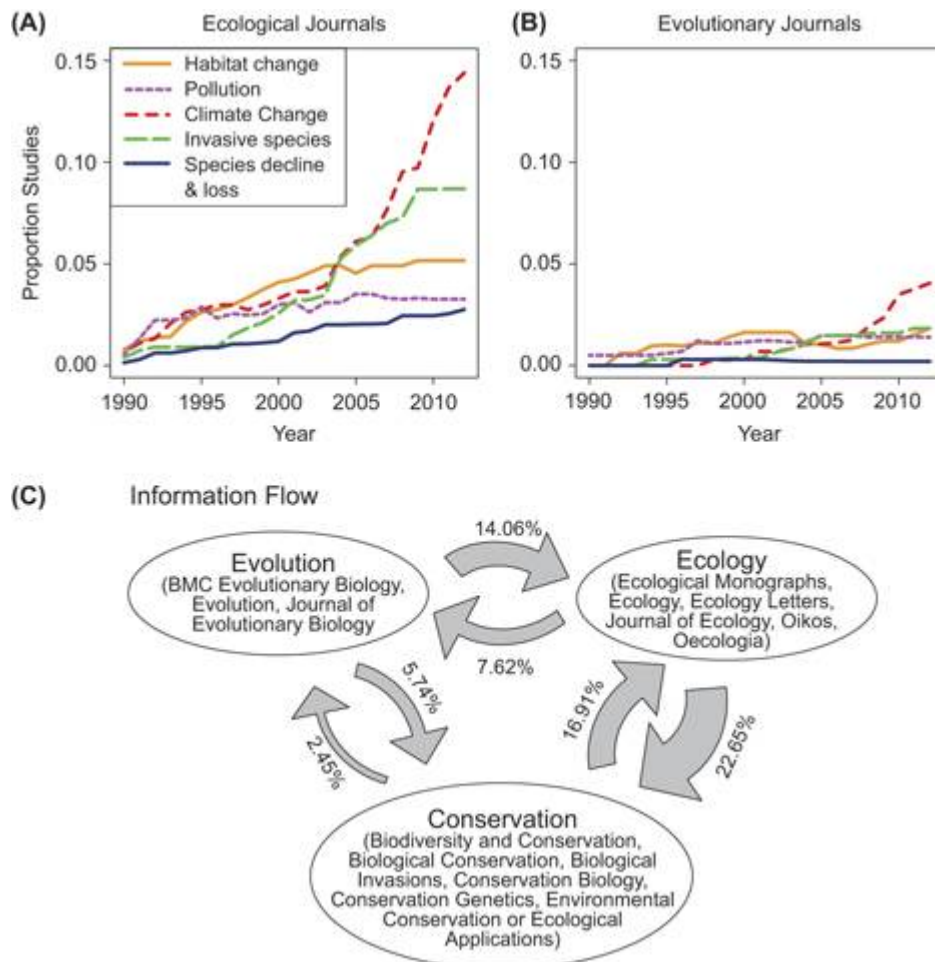 (A) Ecological Journals
(B) Evolutionary Journals
0.15
0.10
0.05
0.00
Proportion Studies
Habitat change
Pollution
Climate Change
Invasive species
Species decline
& loss
1990 1995 2000 2005 2010
Year
0.15
0.10
0.05
0.00
1990 1995 2000 2005 2010
Year
(C) Information Flow
14.06%
Evolution
(BMC Evolutionary Biology,
Evolution, Journal of
Evolutionary Biology
Ecology
(Ecological Monographs,
Ecology, Ecology Letters,
Journal of Ecology, Oikos,
Oecologia)
7.62%
5.74%
2.45%
16.91%
22.65%
Conservation
(Biodiversity and Conservation,
Biological Conservation, Biological
Invasions, Conservation Biology,
Conservation Genetics, Environmental
Conservation or Ecological
Applications)